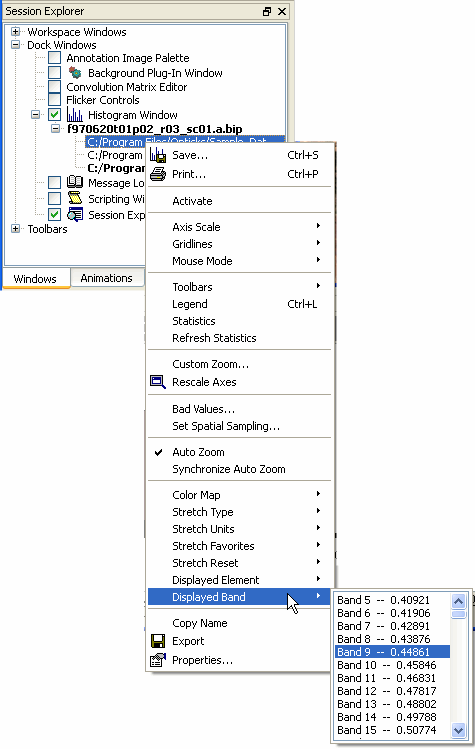 Session Explorer
Workspace Windows
Dock Windows
Annotation Image Palette
Background Plug-In Window
Convolution Matrix Editor
Flicker Controls
Histogram Window
f970620t01p02_r03_sc01.a.bip
C:/Program Files/Opticks/Sample Dat
C:/
C:/Program
Message Lo
Scripting Wi
Session Exp
Toolbars
Windows
Animations
Save... Ctrl+S
Print... Ctrl+P
Activate
Axis Scale
Gridlines
Mouse Mode
Toolbars
Legend Ctrl+L
Statistics
Refresh Statistics
Custom Zoom...
Rescale Axes
Bad Values...
Set Spatial Sampling...
Auto Zoom
Synchronize Auto Zoom
Color Map
Stretch Type
Stretch Units
Stretch Favorites
Stretch Reset
Displayed Element
Displayed Band
Copy Name
Export
Properties...
Band 5 -- 0.40921
Band 6 -- 0.41906
Band 7 -- 0.42891
Band 8 -- 0.43876
Band 9 -- 0.44861
Band 10 -- 0.45846
Band 11 -- 0.46831
Band 12 -- 0.47817
Band 13 -- 0.48802
Band 14 -- 0.49788
Band 15 -- 0.50774